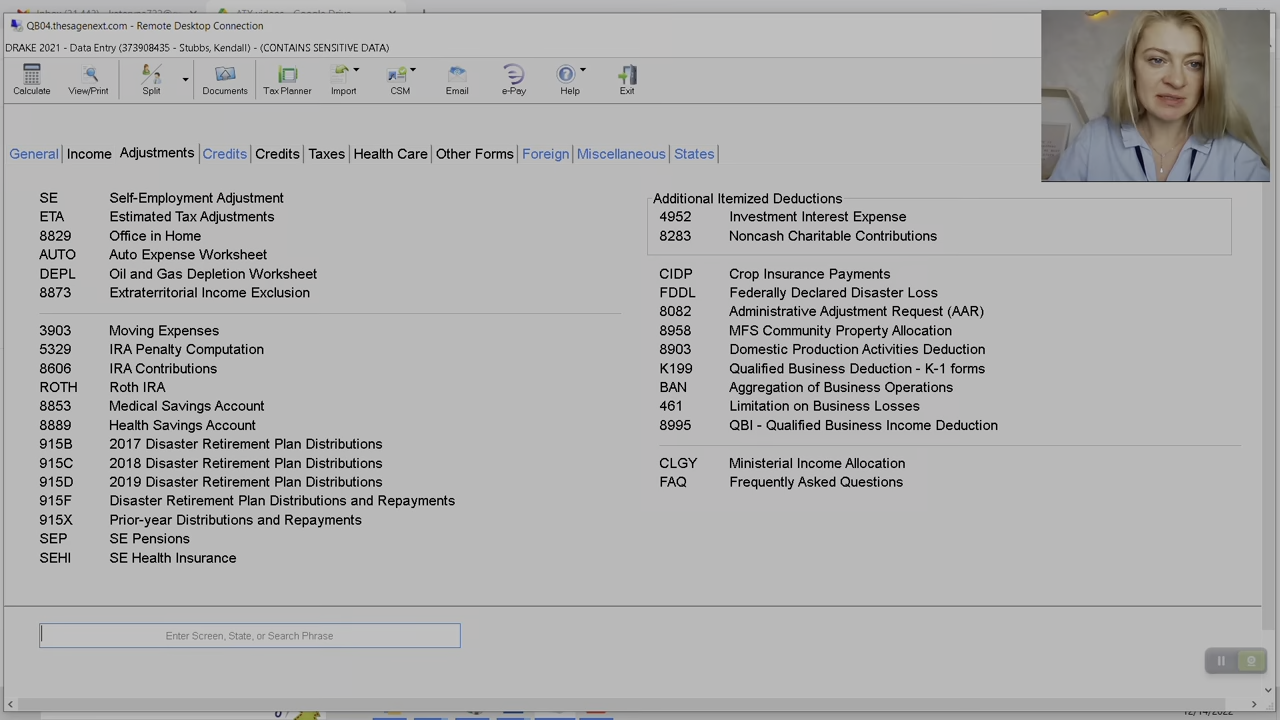 QB04.thesagenext.com - Remote Desktop Connection
DRAKE 2021 - Data Entry (373908435 - Stubbs, Kendall) - (CONTAINS SENSITIVE DATA)
Calculate View/Print Split Documents Tax Planner Import CSM Email e-Pay Help Exit
General Income Adjustments Credits Credits Taxes Health Care Other Forms Foreign Miscellaneous States
SE Self-Employment Adjustment
ETA Estimated Tax Adjustments
8829 Office in Home
AUTO Auto Expense Worksheet
DEPL Oil and Gas Depletion Worksheet
8873 Extraterritorial Income Exclusion
3903 Moving Expenses
5329 IRA Penalty Computation
8606 IRA Contributions
ROTH Roth IRA
8853 Medical Savings Account
8889 Health Savings Account
915B 2017 Disaster Retirement Plan Distributions
915C 2018 Disaster Retirement Plan Distributions
915D 2019 Disaster Retirement Plan Distributions
915F Disaster Retirement Plan Distributions and Repayments
915X Prior-year Distributions and Repayments
SEP SE Pensions
SEHI SE Health Insurance
Additional Itemized Deductions
4952 Investment Interest Expense
8283 Noncash Charitable Contributions
CIDP Crop Insurance Payments
FDDL Federally Declared Disaster Loss
8082 Administrative Adjustment Request (AAR)
8958 MFS Community Property Allocation
8903 Domestic Production Activities Deduction
K199 Qualified Business Deduction - K-1 forms
BAN Aggregation of Business Operations
461 Limitation on Business Losses
8995 QBI - Qualified Business Income Deduction
CLGY Ministerial Income Allocation
FAQ Frequently Asked Questions
Enter Screen, State, or Search Phrase
12/14/2022